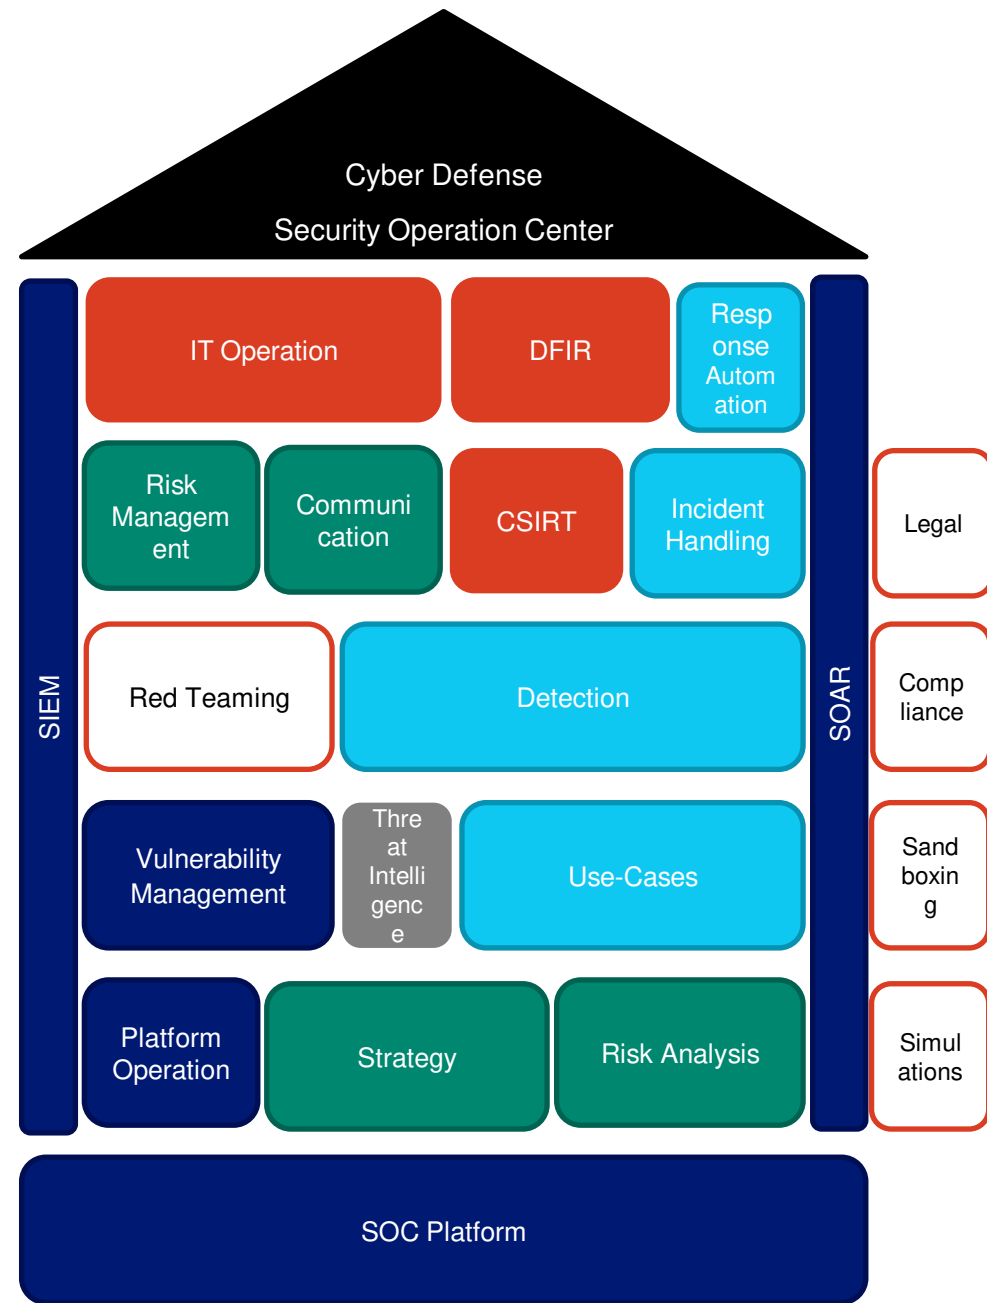 Cyber Defense
Security Operation Center
IT Operation
DFIR
Resp
onse
Autom
ation
Risk
Managem
ent
Communi
cation
CSIRT
Incident
Handling
Legal
SIEM
Red Teaming
Detection
SOAR
Comp
liance
Vulnerability
Management
Thre
at
Intelli
genc
e
Use-Cases
Sand
boxin
g
Platform
Operation
Strategy
Risk Analysis
Simul
ations
SOC Platform